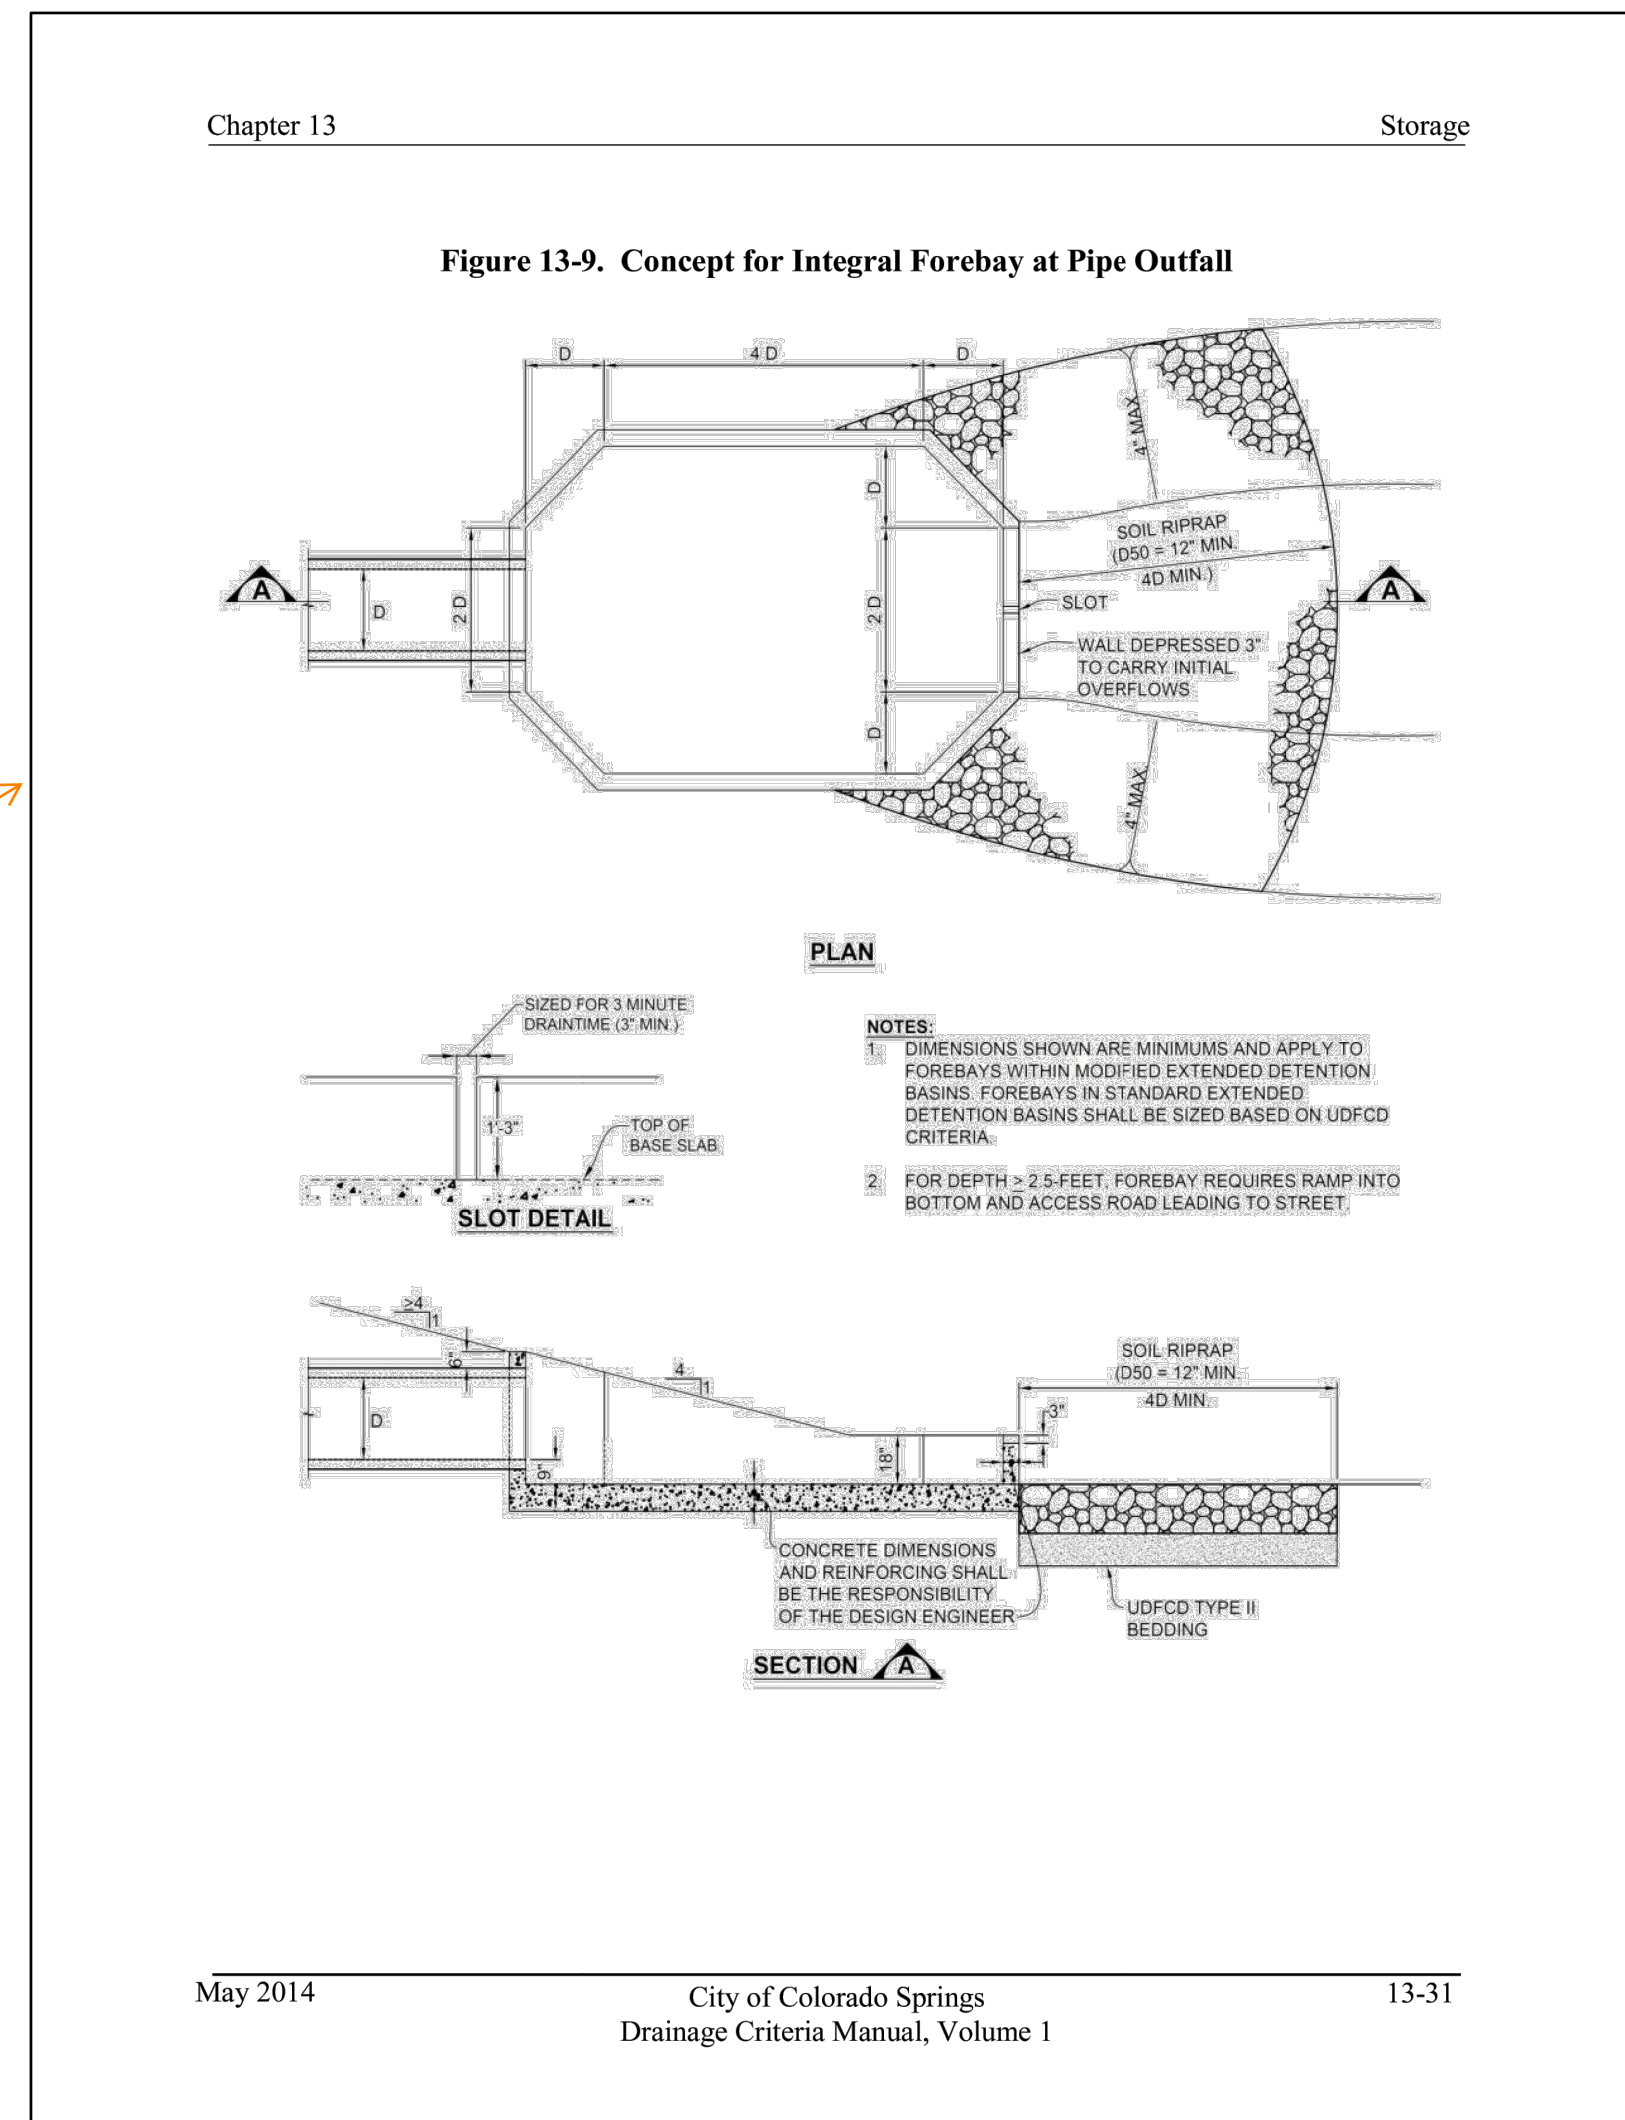 Chapter 13
Storage
Figure 13-9.  Concept for Integral Forebay at Pipe Outfall
D
4 D
D
4" MAX
D
SOIL RIPRAP
(D50 = 12" MIN.
4D MIN.)
A
D
2 D
2 D
SLOT
A
WALL DEPRESSED 3"
TO CARRY INITIAL
OVERFLOWS
D
4" MAX
PLAN
SIZED FOR 3 MINUTE
DRAINTIME (3" MIN.)
1'-3"
TOP OF
BASE SLAB
SLOT DETAIL
NOTES:
1. DIMENSIONS SHOWN ARE MINIMUMS AND APPLY TO
FOREBAYS WITHIN MODIFIED EXTENDED DETENTION
BASINS. FOREBAYS IN STANDARD EXTENDED
DETENTION BASINS SHALL BE SIZED BASED ON UDFCD
CRITERIA.
2. FOR DEPTH ≥ 2.5-FEET, FOREBAY REQUIRES RAMP INTO
BOTTOM AND ACCESS ROAD LEADING TO STREET.
≥4
1
6"
4
1
SOIL RIPRAP
(D50 = 12" MIN.
4D MIN.
3"
D
9"
18"
CONCRETE DIMENSIONS
AND REINFORCING SHALL
BE THE RESPONSIBILITY
OF THE DESIGN ENGINEER
UDFCD TYPE II
BEDDING
SECTION A
May 2014
City of Colorado Springs
13-31
Drainage Criteria Manual, Volume 1